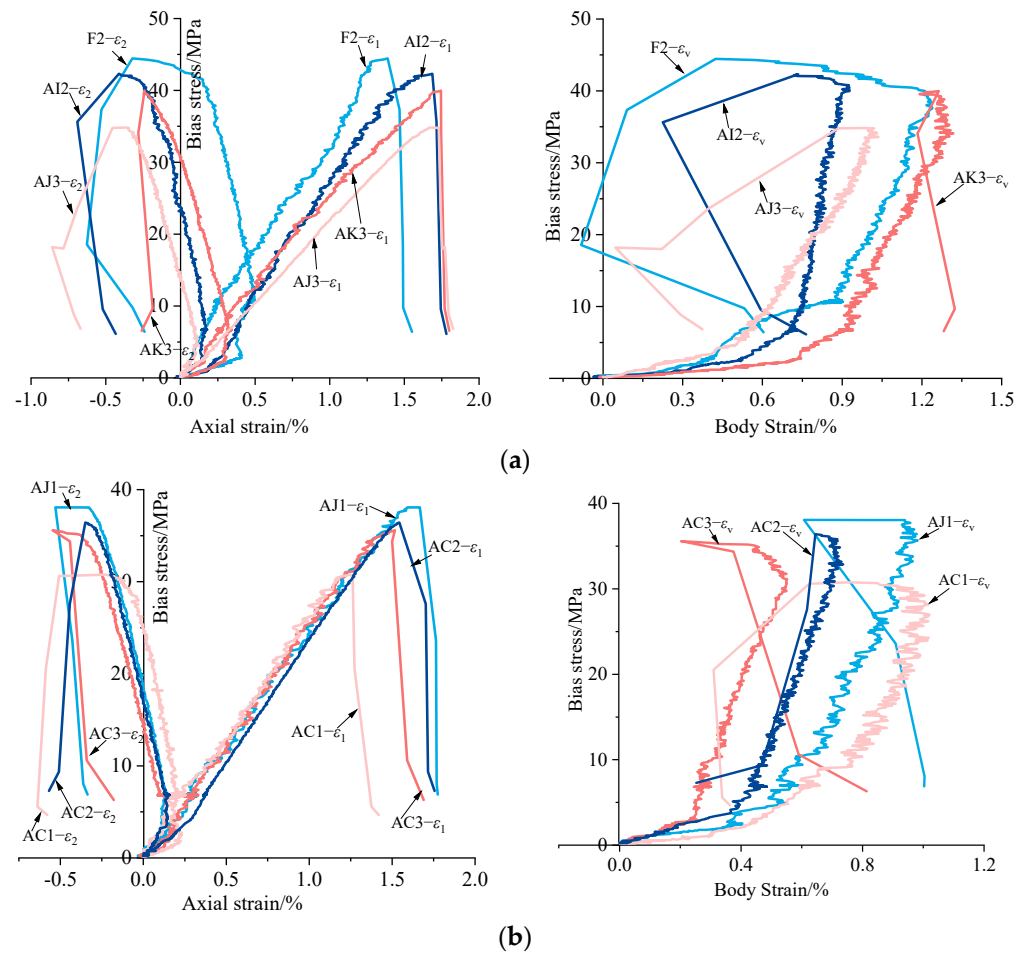 50
F2−ε2
F2−ε1
AI2−ε1
AI2−ε2
40
AJ3−ε2
30
20
AK3−ε1
AJ3−ε1
10
AK3−ε2
0
Bias stress/MPa
-1.0 -0.5 0.0 0.5 1.0 1.5 2.0
Axial strain/%
50
F2−εv
40
AI2−εv
30
AJ3−εv
AK3−εv
20
10
0
Bias stress/MPa
0.0 0.3 0.6 0.9 1.2 1.5
Body Strain/%
(a)
40
AJ1−ε2
AJ1−ε1
AC2−ε1
30
20
AC1−ε1
AC3−ε2
10
AC2−ε2
AC3−ε1
AC1−ε2
0
Bias stress/MPa
-0.5 0.0 0.5 1.0 1.5 2.0
Axial strain/%
40
AC3−εv
AC2−εv
AJ1−εv
AC1−εv
30
20
10
0
Bias stress/MPa
0.0 0.4 0.8 1.2
Body Strain/%
(b)